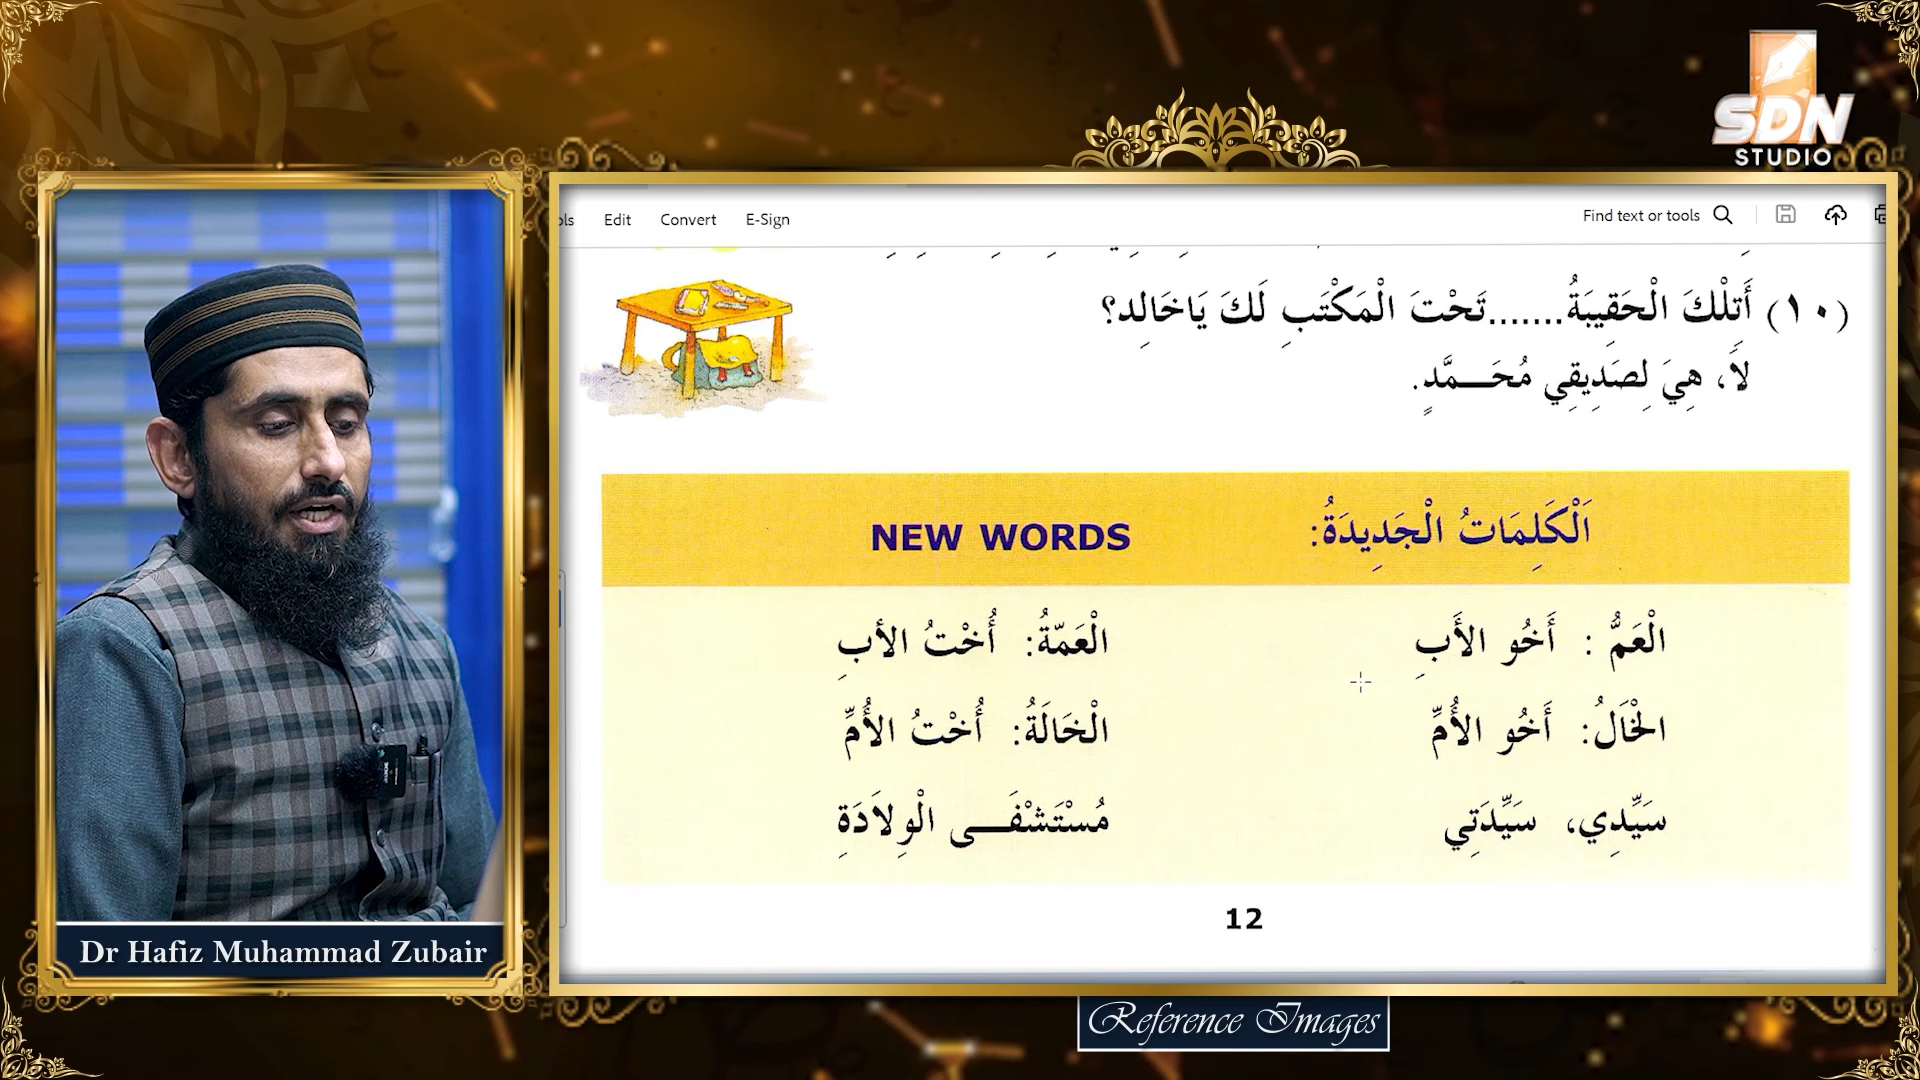 SDN
STUDIO
ols Edit Convert E-Sign Find text or tools
(١٠) أَتِلْكَ الْحَقِيبَةُ.......تَحْتَ الْمَكْتَبِ لَكَ يَاخَالِد؟
لاَ، هِيَ لِصَدِيقِي مُحَـــمَّدٍ.
اَلْكَلِمَاتُ الْجَدِيدَةُ: NEW WORDS
الْعَمُّ : أَخُو الأَبِ الْعَمّةُ: أُخْتُ الأبِ
الْخَالُ: أَخُو الأُمِّ الْخَالَةُ: أُخْتُ الأُمِّ
سَيِّدِي، سَيِّدَتِي مُسْتَشْفَـــى الْوِلاَدَةِ
12
Dr Hafiz Muhammad Zubair
Reference Images